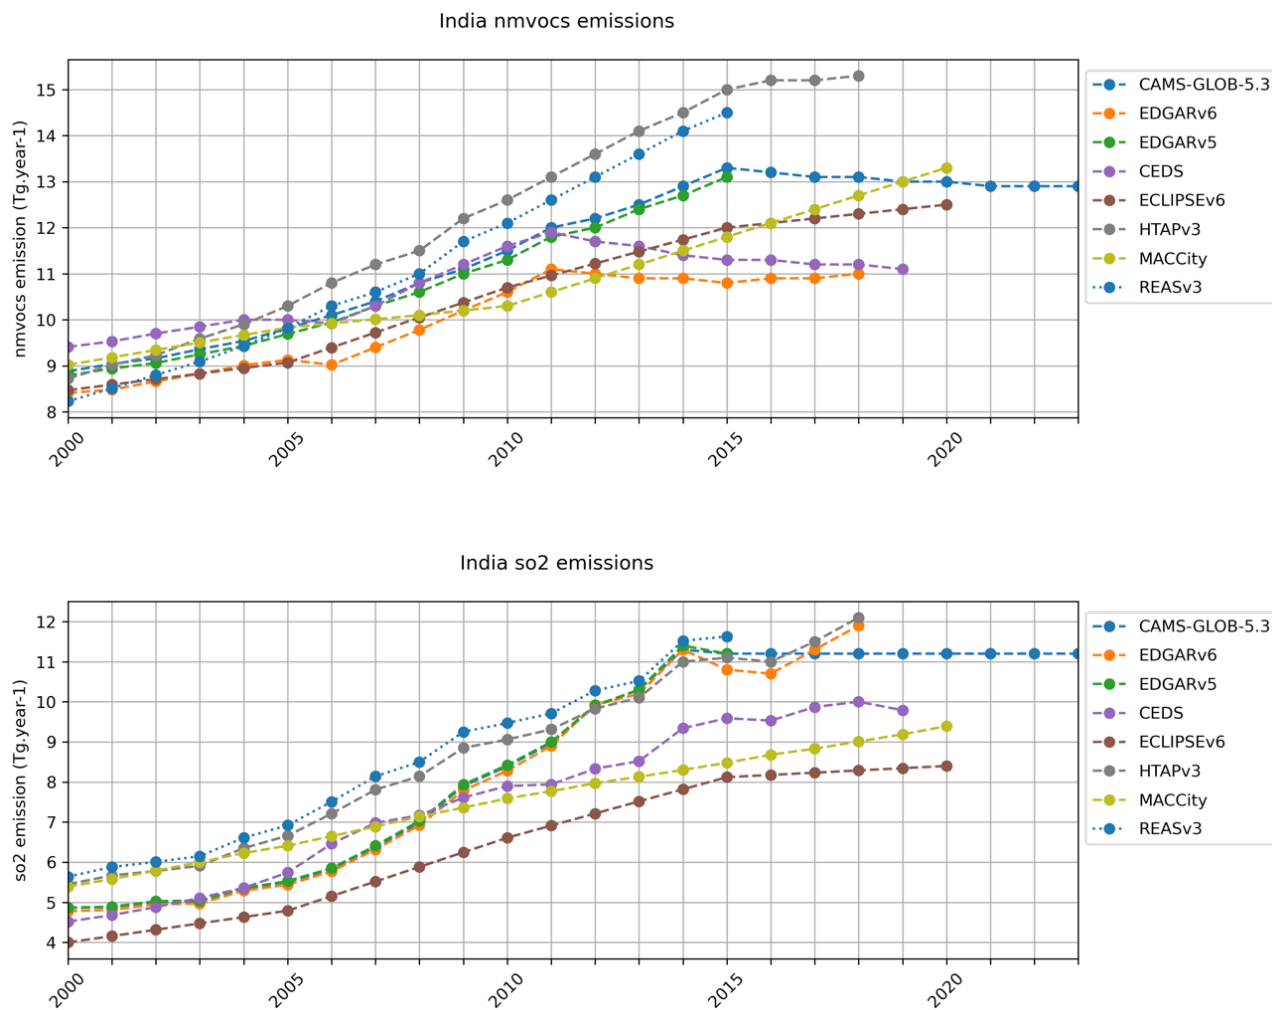 India nmvocs emissions
nmvocs emission (Tg.year-1)
15
14
13
12
11
10
9
8
2000
2005
2010
2015
2020
CAMS-GLOB-5.3
EDGARv6
EDGARv5
CEDS
ECLIPSEv6
HTAPv3
MACCity
REASv3
India so2 emissions
so2 emission (Tg.year-1)
12
11
10
9
8
7
6
5
4
2000
2005
2010
2015
2020
CAMS-GLOB-5.3
EDGARv6
EDGARv5
CEDS
ECLIPSEv6
HTAPv3
MACCity
REASv3